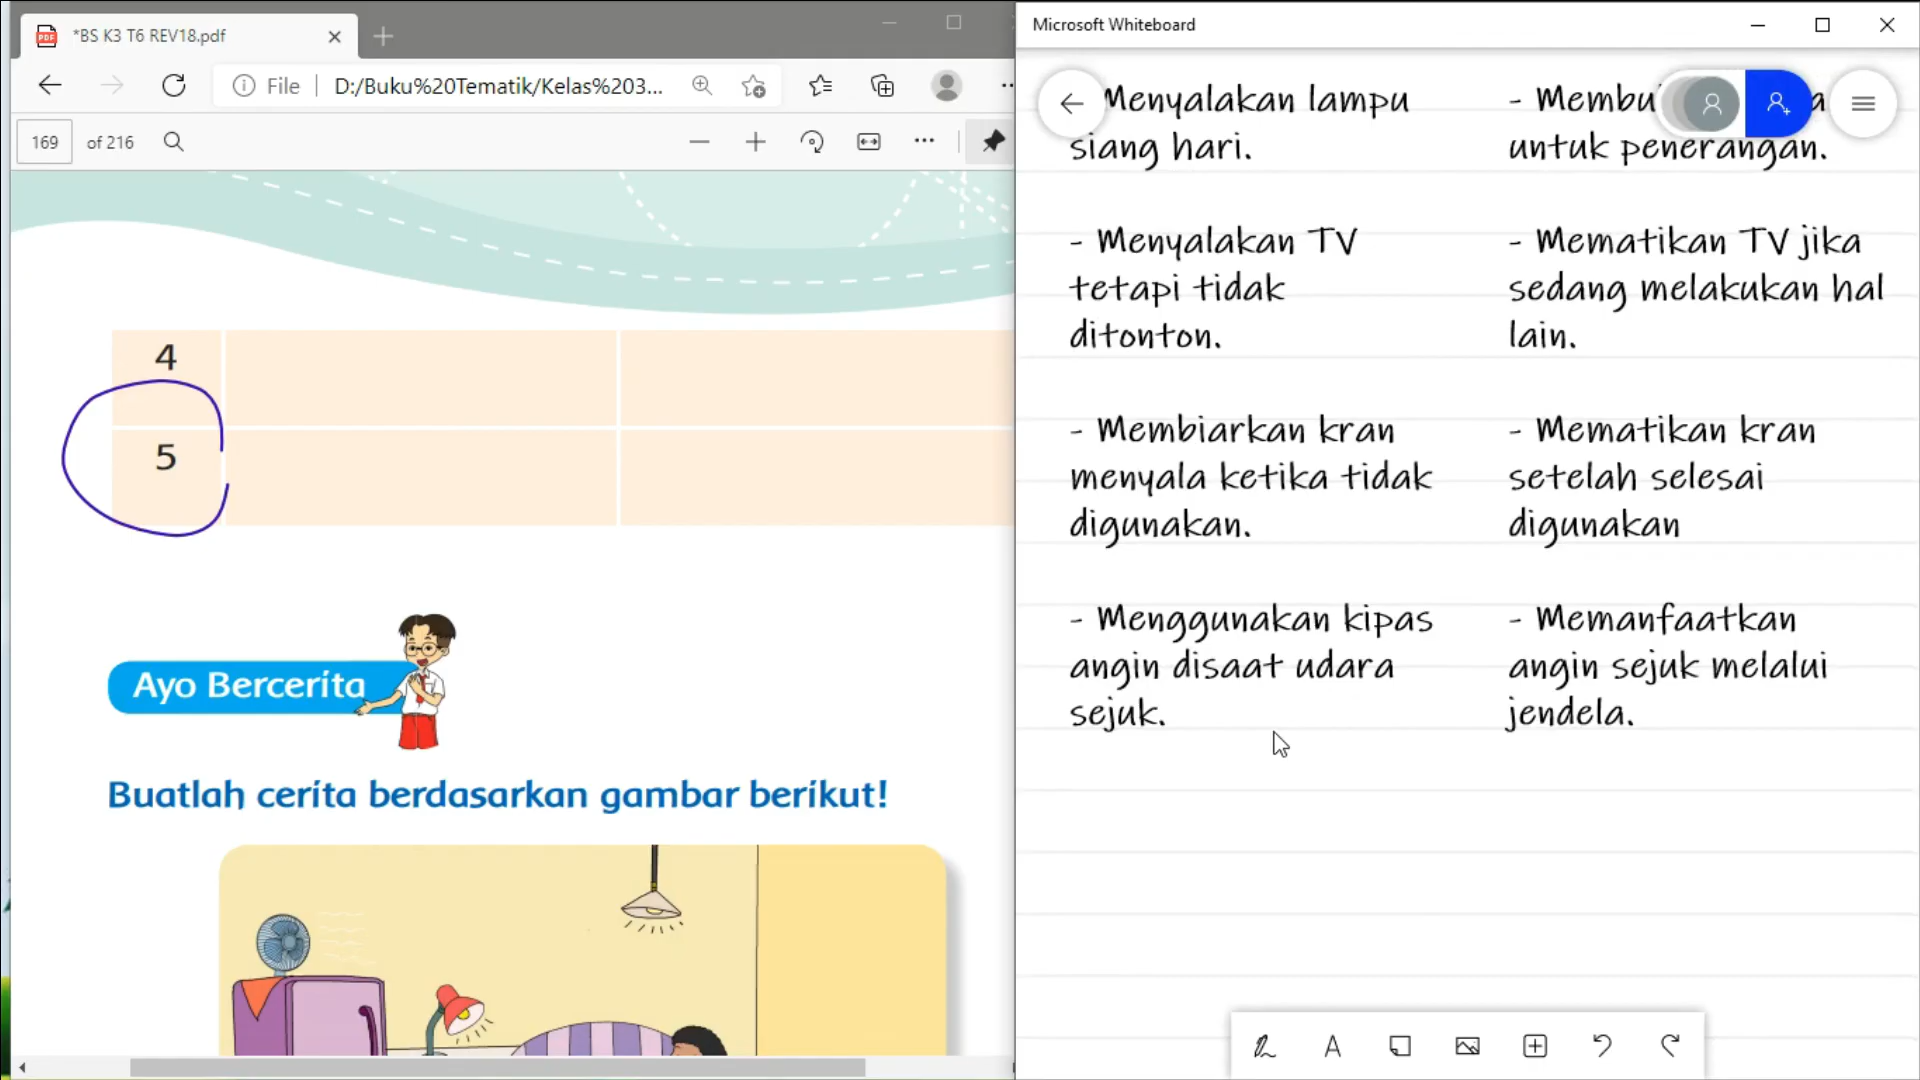 *BS K3 T6 REV18.pdf
File
D:/Buku%20Tematik/Kelas%203...
169 of 216
4
5
Ayo Bercerita
Buatlah cerita berdasarkan gambar berikut!
Microsoft Whiteboard
Menyalakan lampu
siang hari.
- Menyalakan TV
tetapi tidak
ditonton.
- Membiarkan kran
menyala ketika tidak
digunakan.
- Menggunakan kipas
angin disaat udara
sejuk.
untuk penerangan.
- Mematikan TV jika
sedang melakukan hal
lain.
- Mematikan kran
setelah selesai
digunakan
- Memanfaatkan
angin sejuk melalui
jendela.